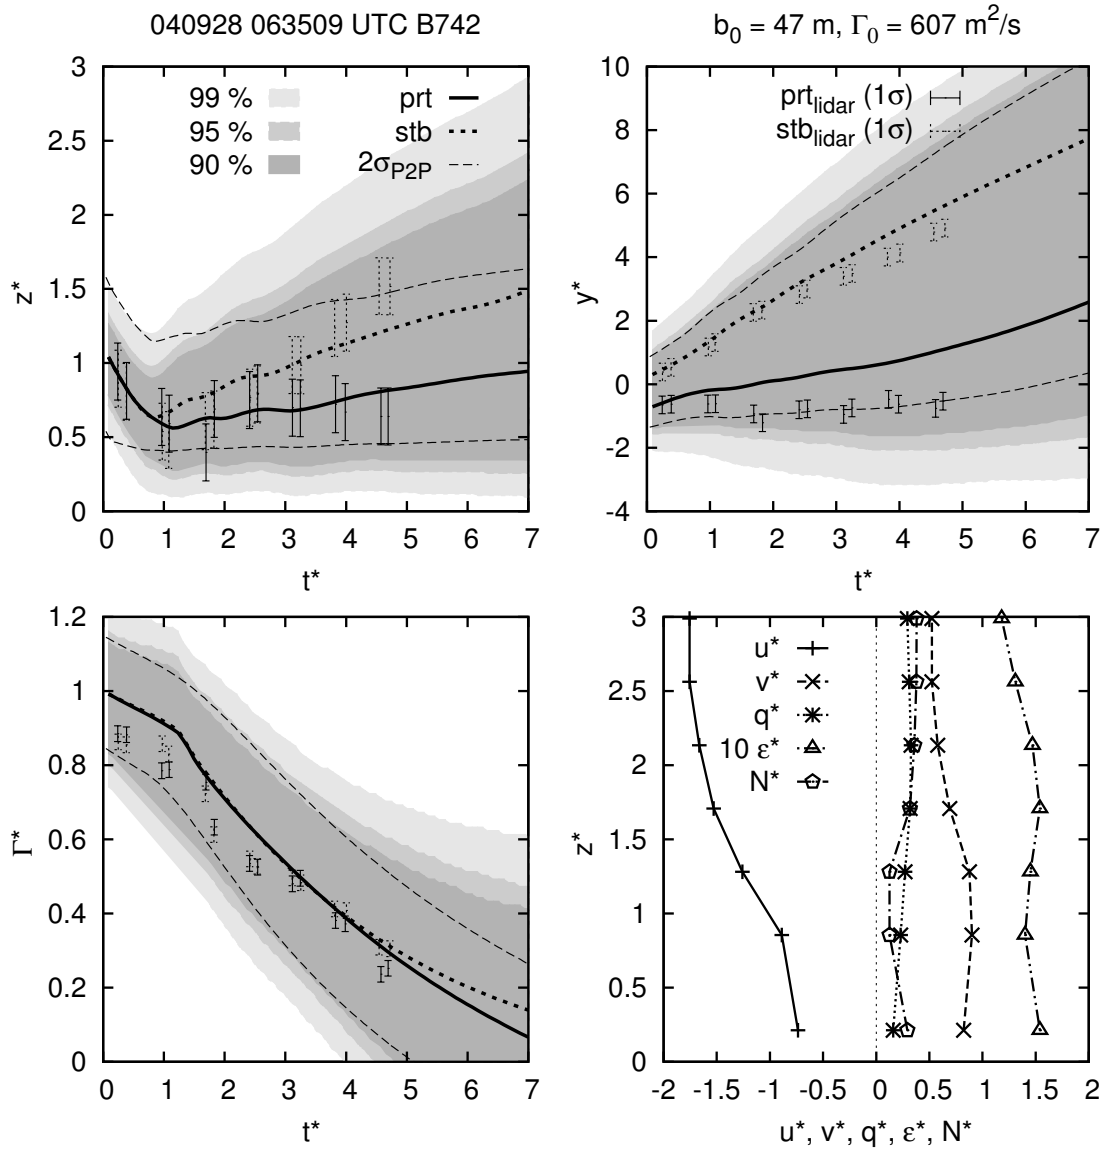 040928 063509 UTC B742
b₀ = 47 m, Γ₀ = 607 m²/s
3
2.5
2
1.5
1
0.5
0
z*
99 %
95 %
90 %
prt
stb
2σP2P
0 1 2 3 4 5 6 7
t*
10
8
6
4
2
0
-2
-4
y*
prt_lidar (1σ)
stb_lidar (1σ)
0 1 2 3 4 5 6 7
t*
1.2
1
0.8
0.6
0.4
0.2
0
Γ*
0 1 2 3 4 5 6 7
t*
3
2.5
2
1.5
1
0.5
0
z*
u*
v*
q*
10 ε*
N*
-2 -1.5 -1 -0.5 0 0.5 1 1.5 2
u*, v*, q*, ε*, N*